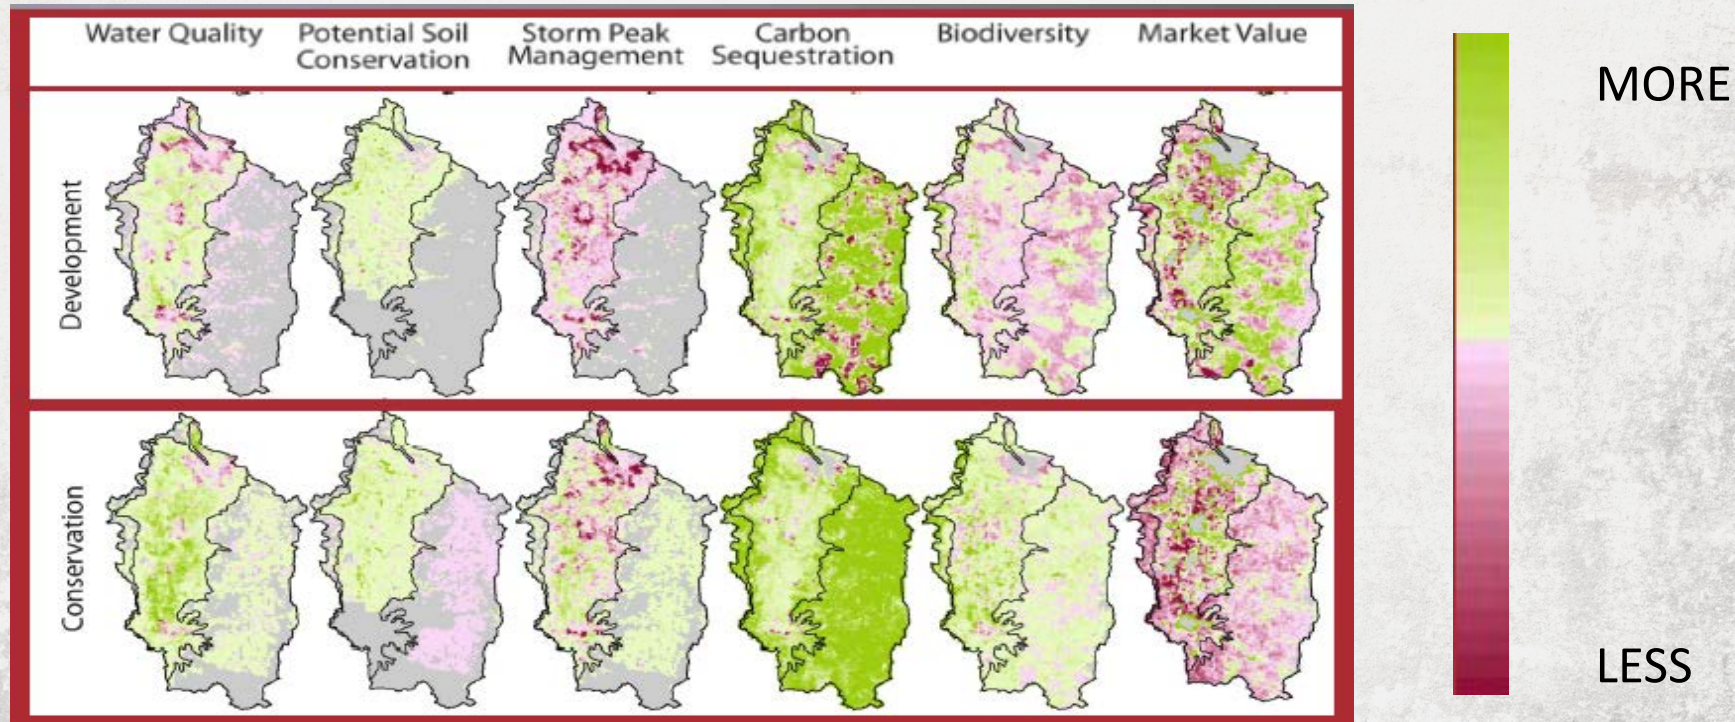 Water Quality
Potential Soil
Conservation
Storm Peak
Management
Carbon
Sequestration
Biodiversity
Market Value
Development
Conservation
MORE
LESS